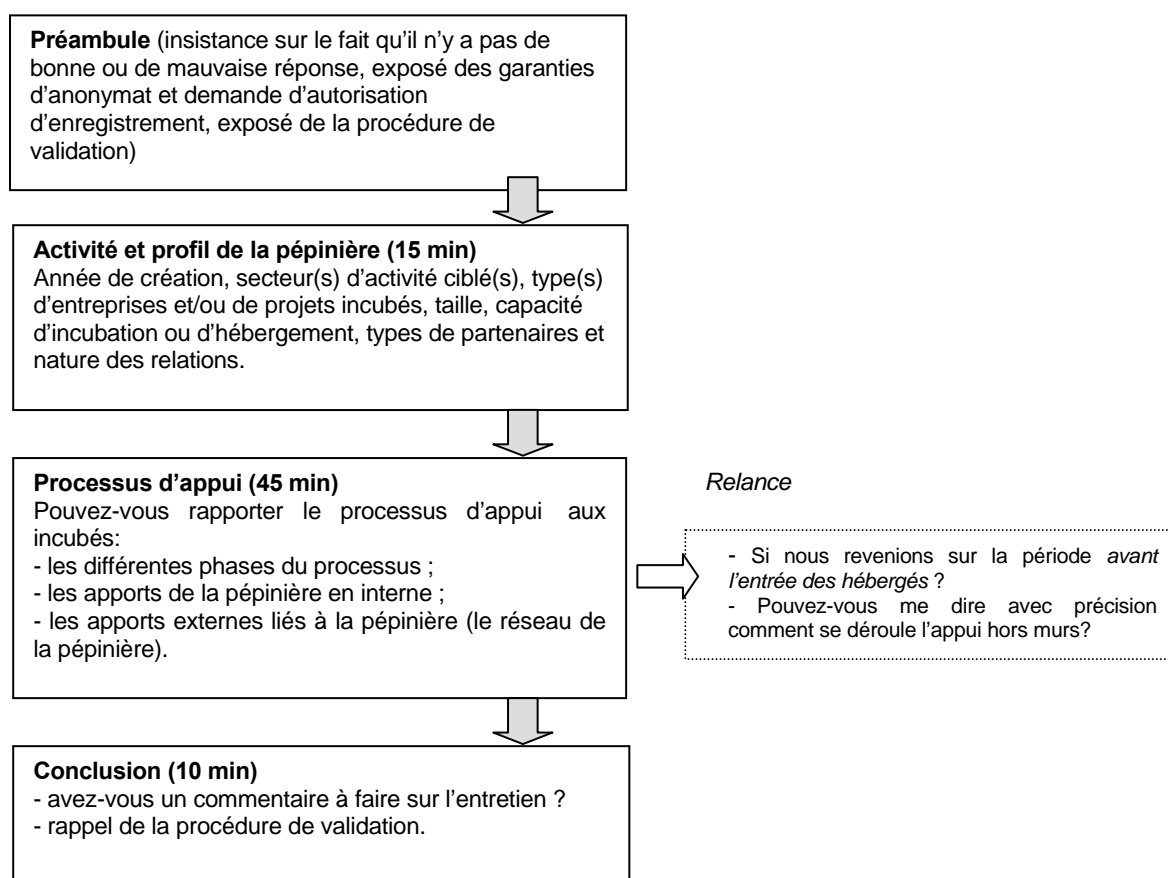 Préambule (insistance sur le fait qu'il n'y a pas de
bonne ou de mauvaise réponse, exposé des garanties
d'anonymat et demande d'autorisation
d'enregistrement, exposé de la procédure de
validation)
Activité et profil de la pépinière (15 min)
Année de création, secteur(s) d'activité ciblé(s), type(s)
d'entreprises et/ou de projets incubés, taille, capacité
d'incubation ou d'hébergement, types de partenaires et
nature des relations.
Processus d'appui (45 min)
Pouvez-vous rapporter le processus d'appui aux
incubés:
- les différentes phases du processus ;
- les apports de la pépinière en interne ;
- les apports externes liés à la pépinière (le réseau de
la pépinière).
Relance
- Si nous revenions sur la période avant
l'entrée des hébergés ?
- Pouvez-vous me dire avec précision
comment se déroule l'appui hors murs?
Conclusion (10 min)
- avez-vous un commentaire à faire sur l'entretien ?
- rappel de la procédure de validation.